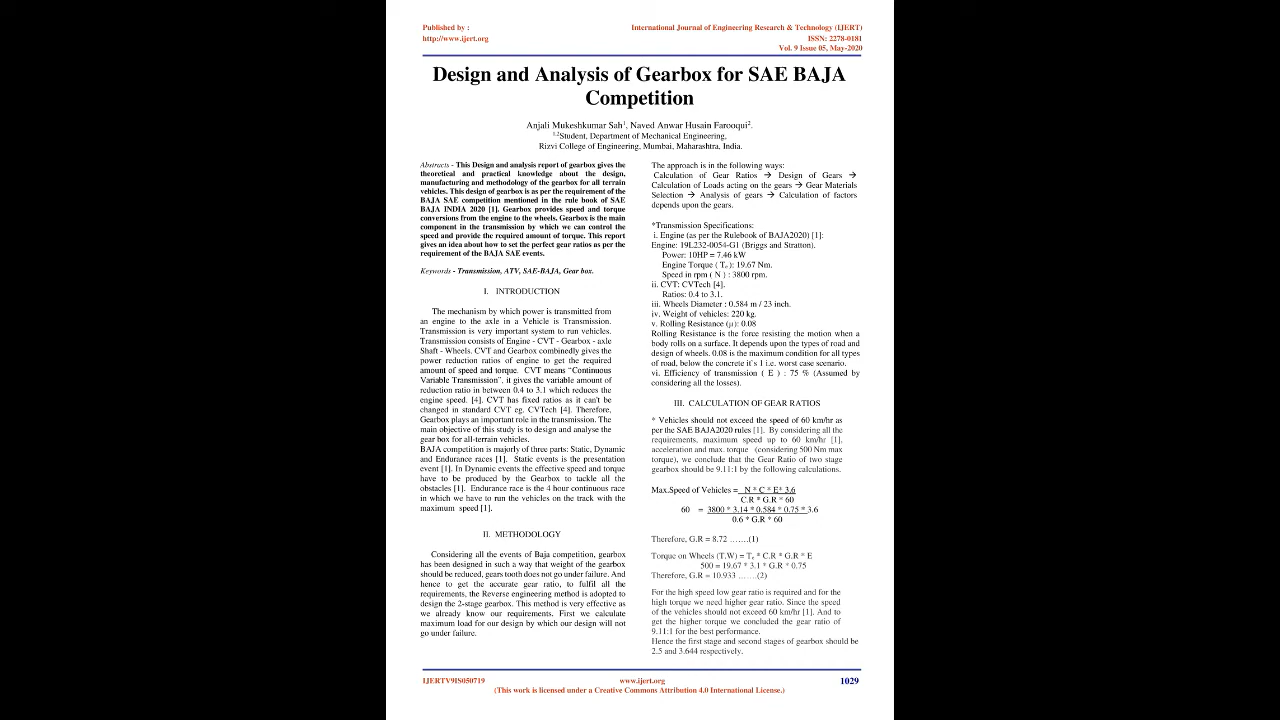 Published by :
http://www.ijert.org
International Journal of Engineering Research & Technology (IJERT)
ISSN: 2278-0181
Vol. 9 Issue 05, May-2020
Design and Analysis of Gearbox for SAE BAJA
Competition
Anjali Mukeshkumar Sah1, Naved Anwar Husain Farooqui2.
1,2Student, Department of Mechanical Engineering,
Rizvi College of Engineering, Mumbai, Maharashtra, India.
Abstracts - This Design and analysis report of gearbox gives the
theoretical and practical knowledge about the design,
manufacturing and methodology of the gearbox for all terrain
vehicles. This design of gearbox is as per the requirement of the
BAJA SAE competition mentioned in the rule book of SAE
BAJA INDIA 2020 [1]. Gearbox provides speed and torque
conversions from the engine to the wheels. Gearbox is the main
component in the transmission by which we can control the
speed and provide the required amount of torque. This report
gives an idea about how to set the perfect gear ratios as per the
requirement of the BAJA SAE events.
Keywords - Transmission, ATV, SAE-BAJA, Gear box.
I. INTRODUCTION
The mechanism by which power is transmitted from
an engine to the axle in a Vehicle is Transmission.
Transmission is very important system to run vehicles.
Transmission consists of Engine - CVT - Gearbox - axle
Shaft - Wheels. CVT and Gearbox combinedly gives the
power reduction ratios of engine to get the required
amount of speed and torque. CVT means “Continuous
Variable Transmission”, it gives the variable amount of
reduction ratio in between 0.4 to 3.1 which reduces the
engine speed. [4]. CVT has fixed ratios as it can't be
changed in standard CVT eg. CVTech [4]. Therefore,
Gearbox plays an important role in the transmission. The
main objective of this study is to design and analyse the
gear box for all-terrain vehicles.
BAJA competition is majorly of three parts: Static, Dynamic
and Endurance races [1]. Static events is the presentation
event [1]. In Dynamic events the effective speed and torque
have to be produced by the Gearbox to tackle all the
obstacles [1]. Endurance race is the 4 hour continuous race
in which we have to run the vehicles on the track with the
maximum speed [1].
II. METHODOLOGY
Considering all the events of Baja competition, gearbox
has been designed in such a way that weight of the gearbox
should be reduced, gears tooth does not go under failure. And
hence to get the accurate gear ratio, to fulfil all the
requirements, the Reverse engineering method is adopted to
design the 2-stage gearbox. This method is very effective as
we already know our requirements. First we calculate
maximum load for our design by which our design will not
go under failure.
The approach is in the following ways:
Calculation of Gear Ratios → Design of Gears →
Calculation of Loads acting on the gears → Gear Materials
Selection → Analysis of gears → Calculation of factors
depends upon the gears.
*Transmission Specifications:
i. Engine (as per the Rulebook of BAJA2020) [1]:
Engine: 19L232-0054-G1 (Briggs and Stratton).
Power: 10HP = 7.46 kW
Engine Torque ( Te ): 19.67 Nm.
Speed in rpm ( N ) : 3800 rpm.
ii. CVT: CVTech [4].
Ratios: 0.4 to 3.1.
iii. Wheels Diameter : 0.584 m / 23 inch.
iv. Weight of vehicles: 220 kg.
v. Rolling Resistance (μ): 0.08
Rolling Resistance is the force resisting the motion when a
body rolls on a surface. It depends upon the types of road and
design of wheels. 0.08 is the maximum condition for all types
of road, below the concrete it’s 1 i.e. worst case scenario.
vi. Efficiency of transmission ( E ) : 75 % (Assumed by
considering all the losses).
III. CALCULATION OF GEAR RATIOS
* Vehicles should not exceed the speed of 60 km/hr as
per the SAE BAJA2020 rules [1]. By considering all the
requirements, maximum speed up to 60 km/hr [1],
acceleration and max. torque (considering 500 Nm max
torque), we conclude that the Gear Ratio of two stage
gearbox should be 9.11:1 by the following calculations.
Max.Speed of Vehicles = N * C * E* 3.6
C.R * G.R * 60
60 = 3800 * 3.14 * 0.584 * 0.75 * 3.6
0.6 * G.R * 60
Therefore, G.R = 8.72 …….(1)
Torque on Wheels (T.W) = Te * C.R * G.R * E
500 = 19.67 * 3.1 * G.R * 0.75
Therefore, G.R = 10.933 …….(2)
For the high speed low gear ratio is required and for the
high torque we need higher gear ratio. Since the speed
of the vehicles should not exceed 60 km/hr [1]. And to
get the higher torque we concluded the gear ratio of
9.11:1 for the best performance.
Hence the first stage and second stages of gearbox should be
2.5 and 3.644 respectively.
IJERTV9IS050719
www.ijert.org
1029
(This work is licensed under a Creative Commons Attribution 4.0 International License.)